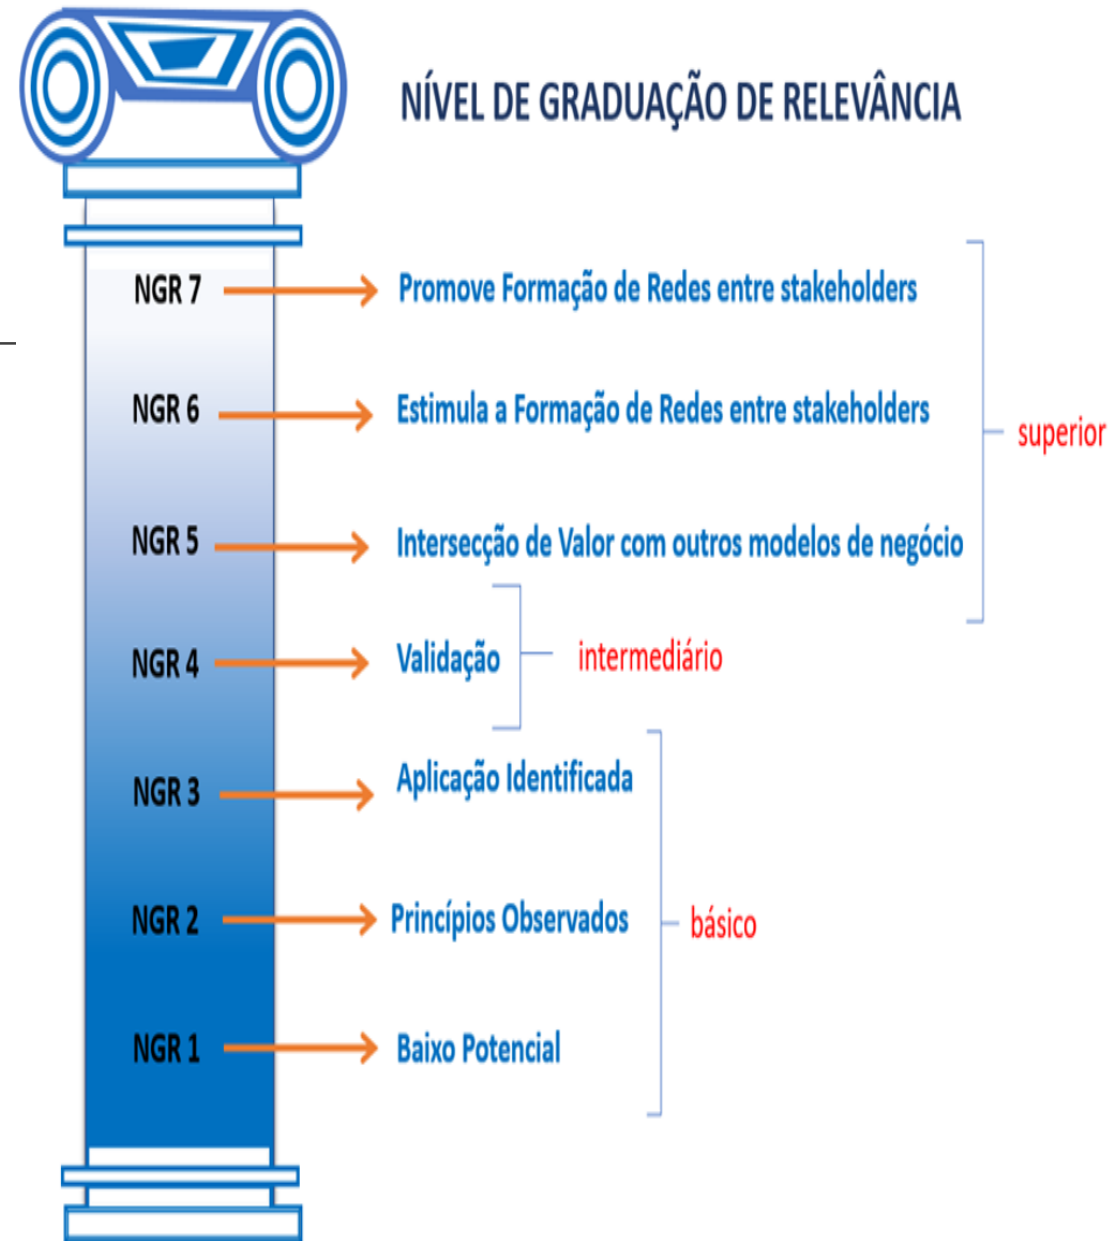 NÍVEL DE GRADUAÇÃO DE RELEVÂNCIA
NGR 7 Promove Formação de Redes entre stakeholders
NGR 6 Estimula a Formação de Redes entre stakeholders
superior
NGR 5 Intersecção de Valor com outros modelos de negócio
NGR 4 Validação intermediário
NGR 3 Aplicação Identificada
NGR 2 Princípios Observados básico
NGR 1 Baixo Potencial